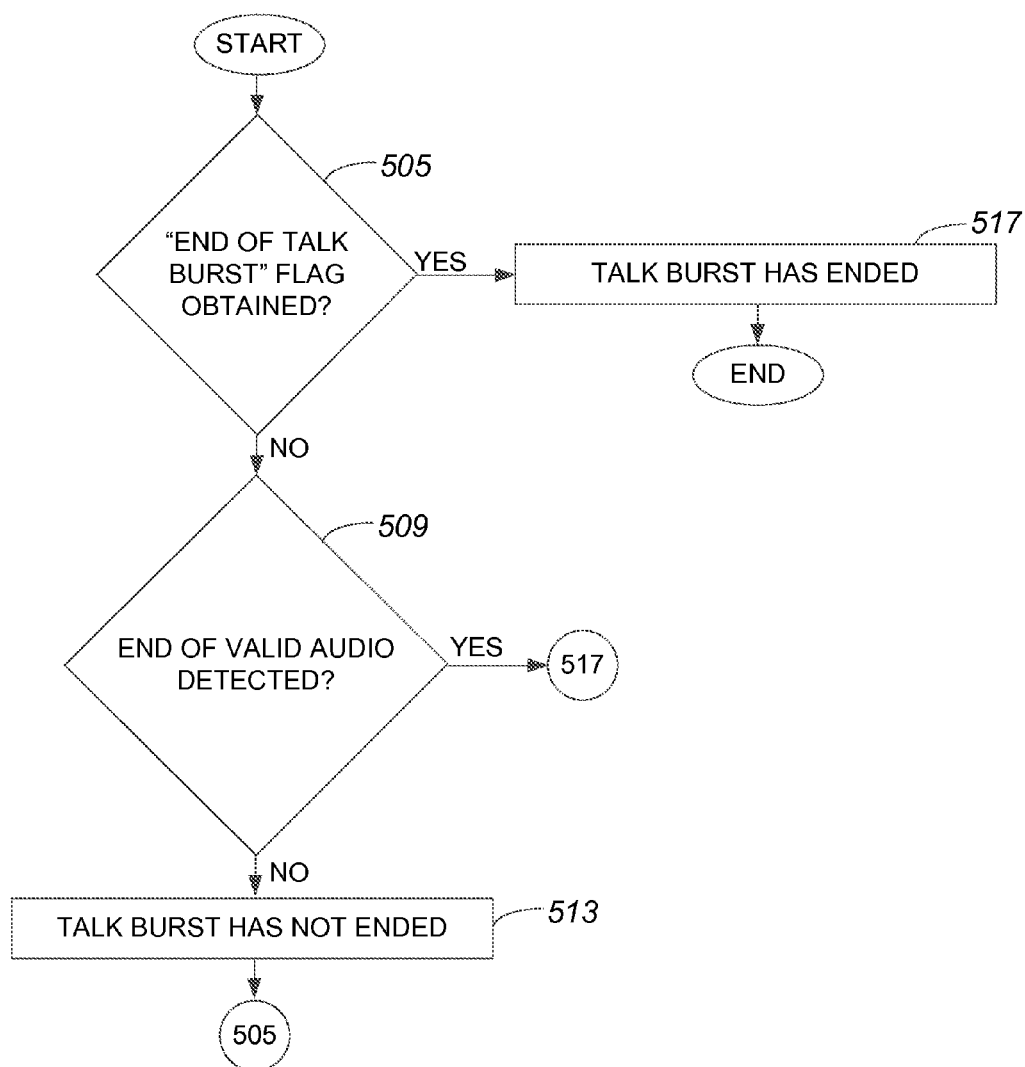 START
505
“END OF TALK
BURST” FLAG
OBTAINED?
YES
517
TALK BURST HAS ENDED
END
NO
509
END OF VALID AUDIO
DETECTED?
YES
517
NO
513
TALK BURST HAS NOT ENDED
505